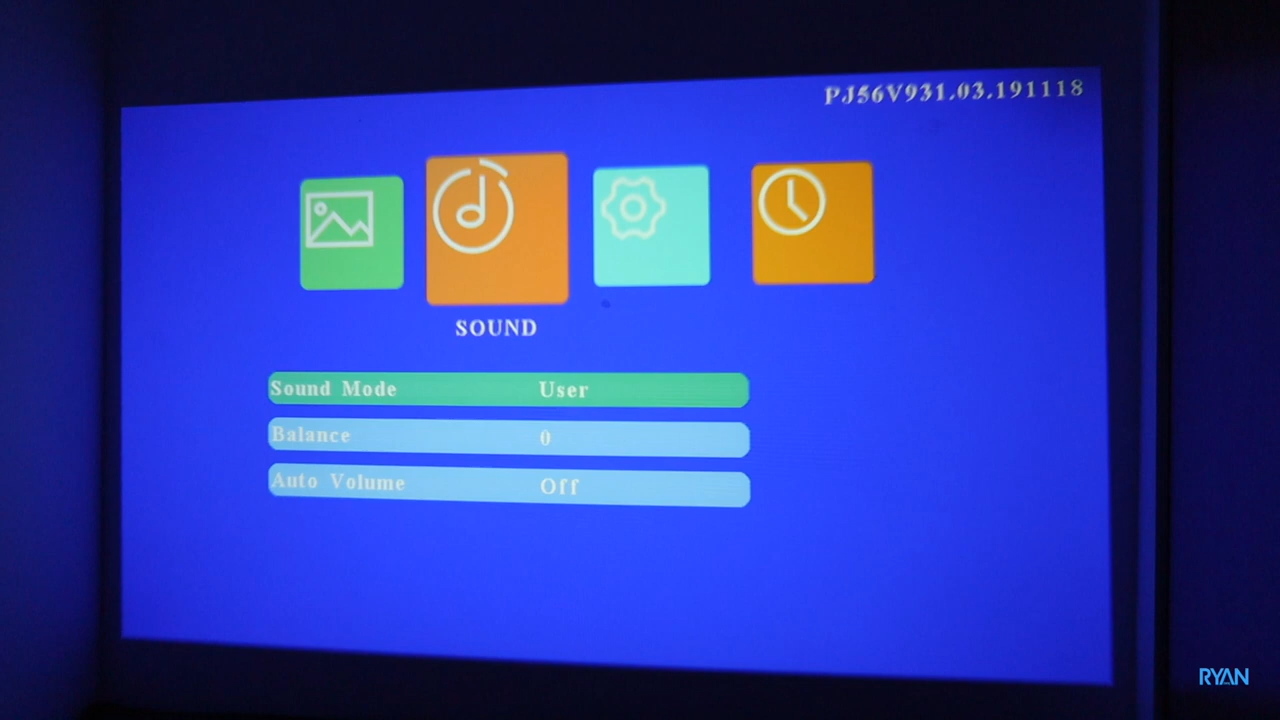 PJ56V931.03.191118
SOUND
Sound Mode User
Balance 0
Auto Volume Off
RYAN